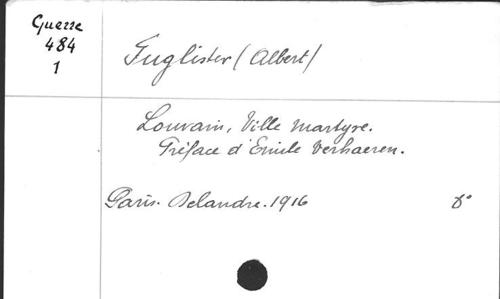 Guerre
484
1
Fuglister (Albert)
Louvain, Ville Martyre.
Préface d'Emile Verhaeren.
Paris. Delandre. 1916 8°